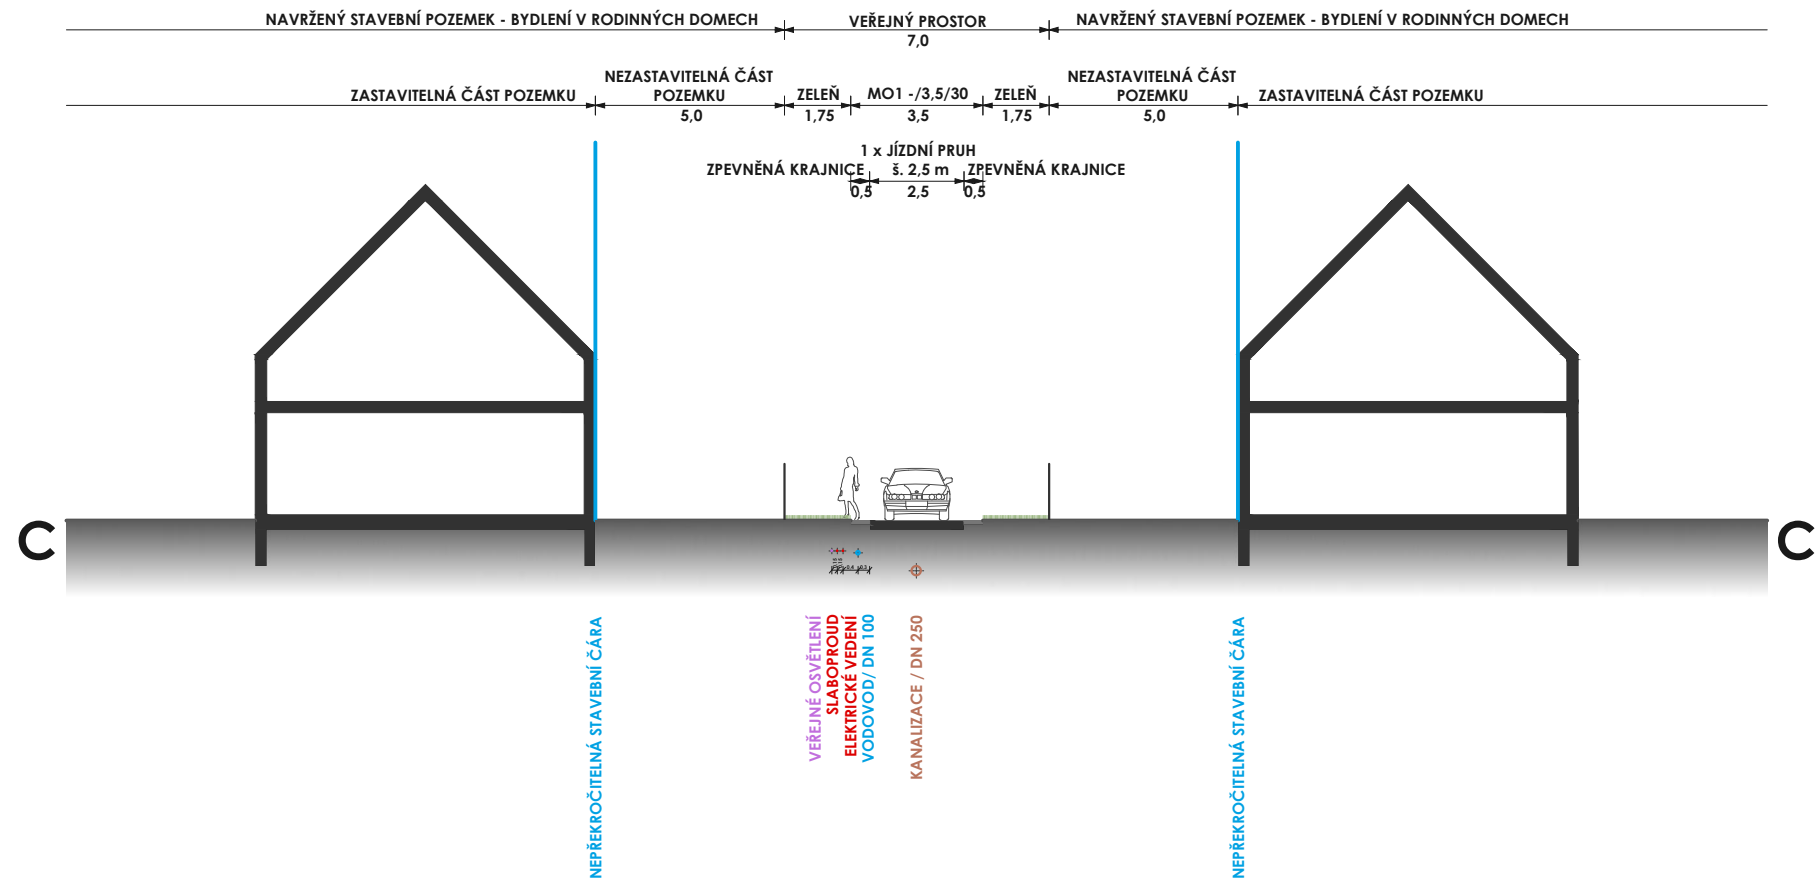 NAVRŽENÝ STAVEBNÍ POZEMEK - BYDLENÍ V RODINNÝCH DOMECH
VEŘEJNÝ PROSTOR
7,0
NAVRŽENÝ STAVEBNÍ POZEMEK - BYDLENÍ V RODINNÝCH DOMECH
ZASTAVITELNÁ ČÁST POZEMKU
NEZASTAVITELNÁ ČÁST
POZEMKU
5,0
ZELEŇ
1,75
MO1 -/3,5/30
3,5
ZELEŇ
1,75
NEZASTAVITELNÁ ČÁST
POZEMKU
5,0
ZASTAVITELNÁ ČÁST POZEMKU
1 x JÍZDNÍ PRUH
š. 2,5 m
ZPEVNĚNÁ KRAJNICE
ZPEVNĚNÁ KRAJNICE
0,5
2,5
0,5
C
C
NEPŘEKROČITELNÁ STAVEBNÍ ČÁRA
VEŘEJNÉ OSVĚTLENÍ
SLABOPROUD
ELEKTRICKÉ VEDENÍ
VODOVOD/ DN 100
KANALIZACE / DN 250
NEPŘEKROČITELNÁ STAVEBNÍ ČÁRA